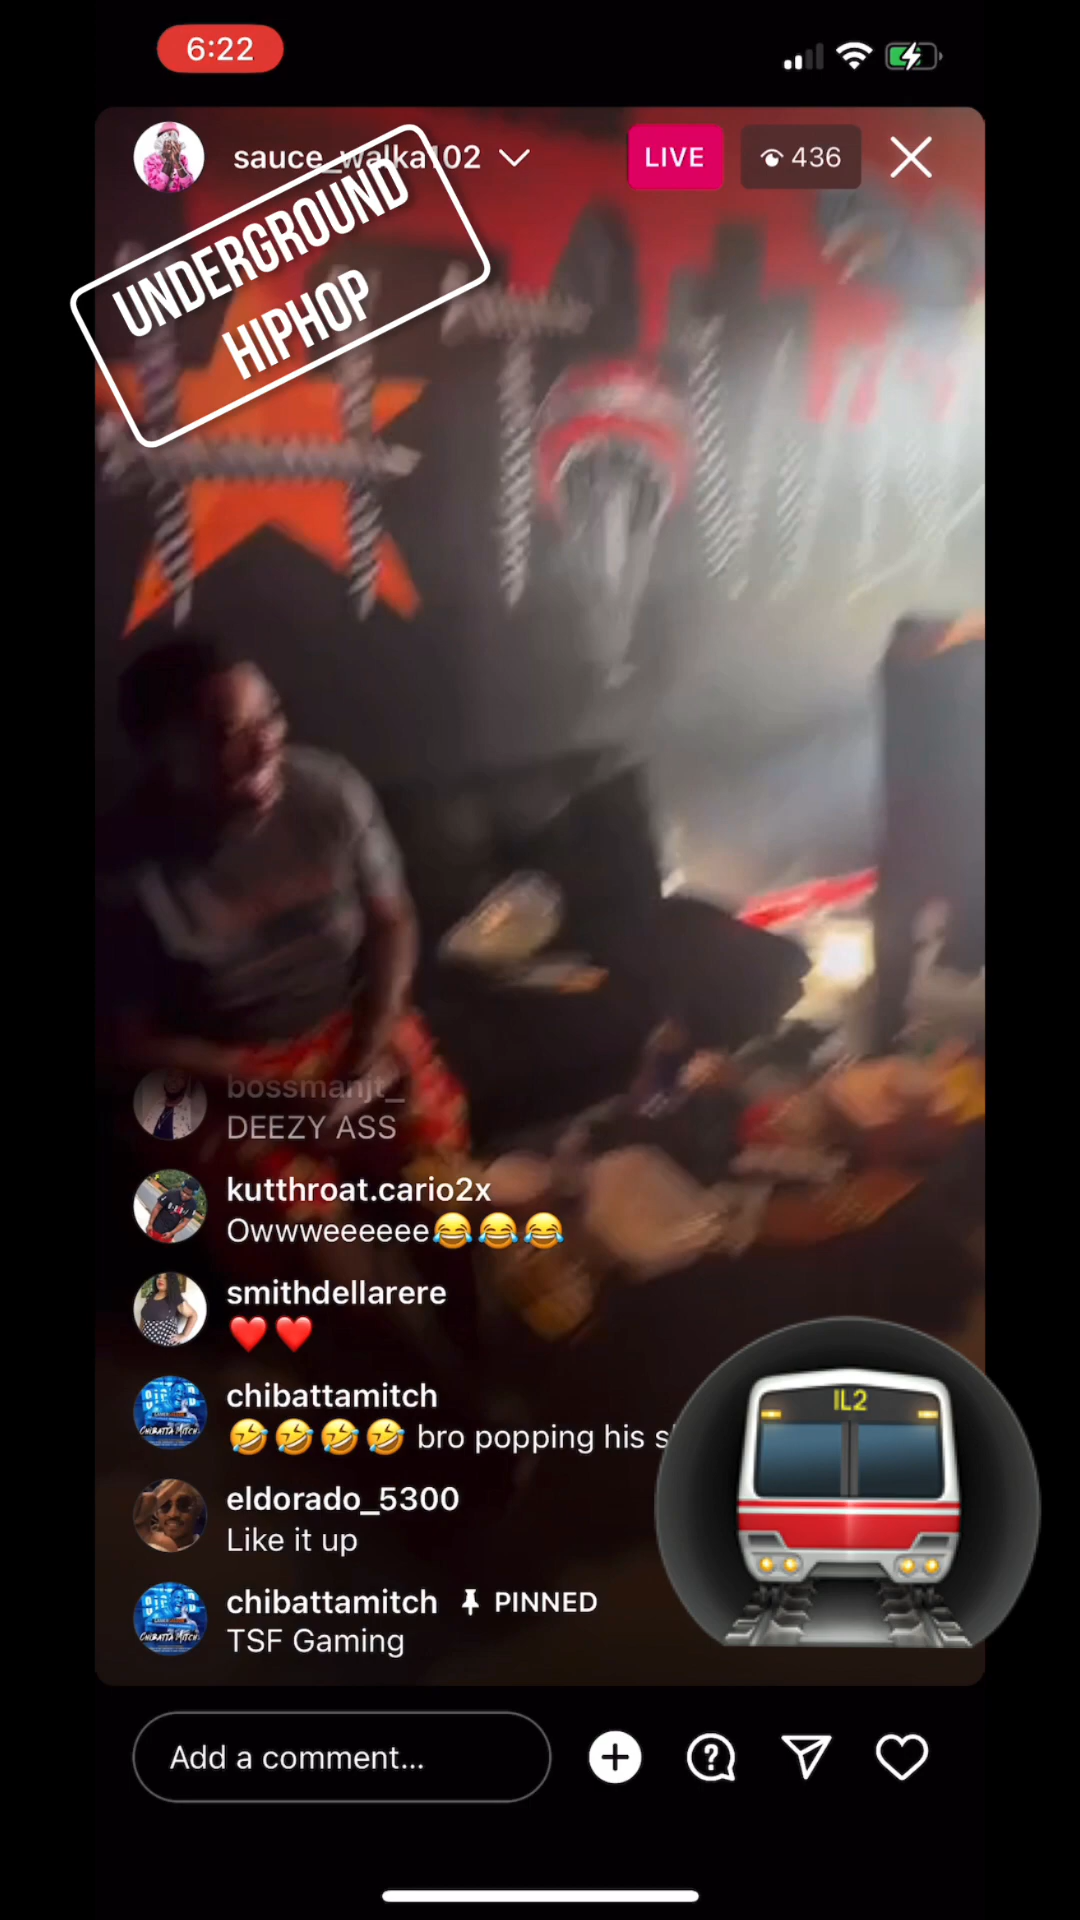 6:22
sauce_walka102
LIVE
436
UNDERGROUND
HIPHOP
bossmanjt_
DEEZY ASS
kutthroat.cario2x
Owwweeeeee😂😂😂
smithdellarere
❤️❤️
chibattamitch
🤣🤣🤣🤣 bro popping his s
eldorado_5300
Like it up
chibattamitch PINNED
TSF Gaming
IL2
Add a comment...